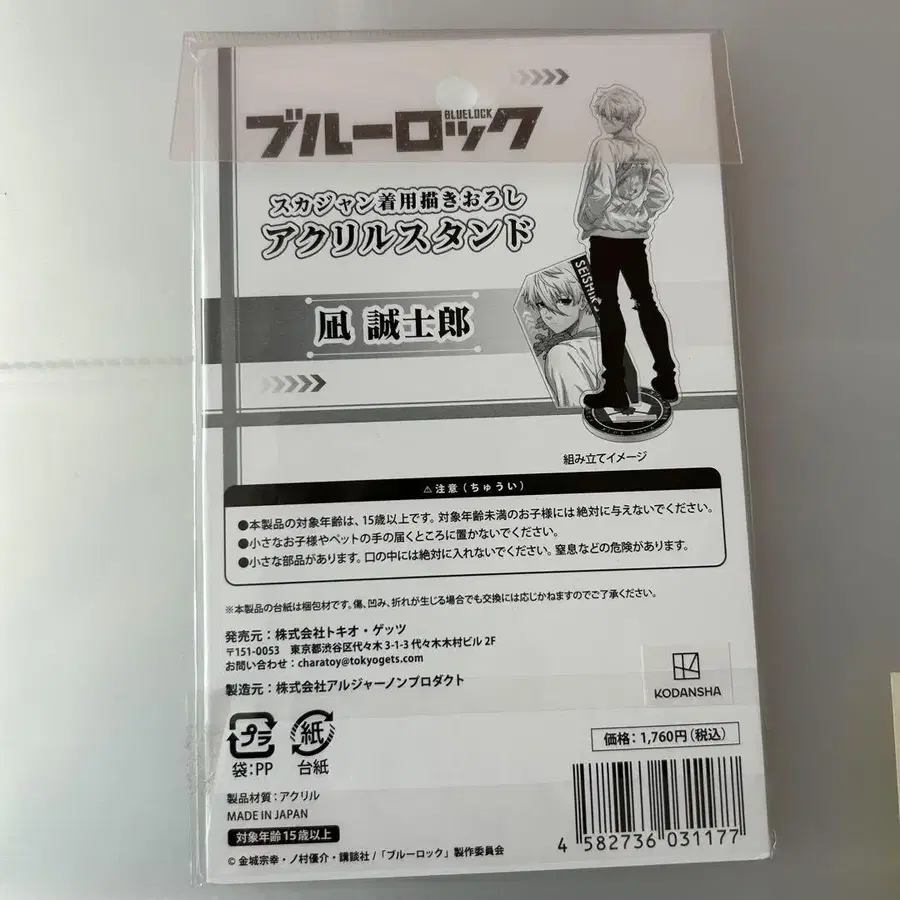 ブルーロック
BLUELOCK
スカジャン着用描きおろし
アクリルスタンド
凪 誠士郎
SEISHIRO
組み立てイメージ
⚠注意（ちゅうい）
●本製品の対象年齢は、15歳以上です。対象年齢未満のお子様には絶対に与えないでください。
●小さなお子様やペットの手の届くところに置かないでください。
●小さな部品があります。口の中には絶対に入れないでください。窒息などの危険があります。
※本製品の台紙は梱包材です。傷、凹み、折れが生じる場合でも交換には応じかねますのでご了承ください。
発売元：株式会社トキオ・ゲッツ
〒151-0053 東京都渋谷区代々木3-1-3 代々木木村ビル 2F
お問い合わせ：charatoy@tokyogets.com
製造元：株式会社アルジャーノンプロダクト
KODANSHA
プラ
袋：PP
紙
台紙
価格：1,760円（税込）
製品材質：アクリル
MADE IN JAPAN
対象年齢15歳以上
4 582736 031177
© 金城宗幸・ノ村優介・講談社/「ブルーロック」製作委員会